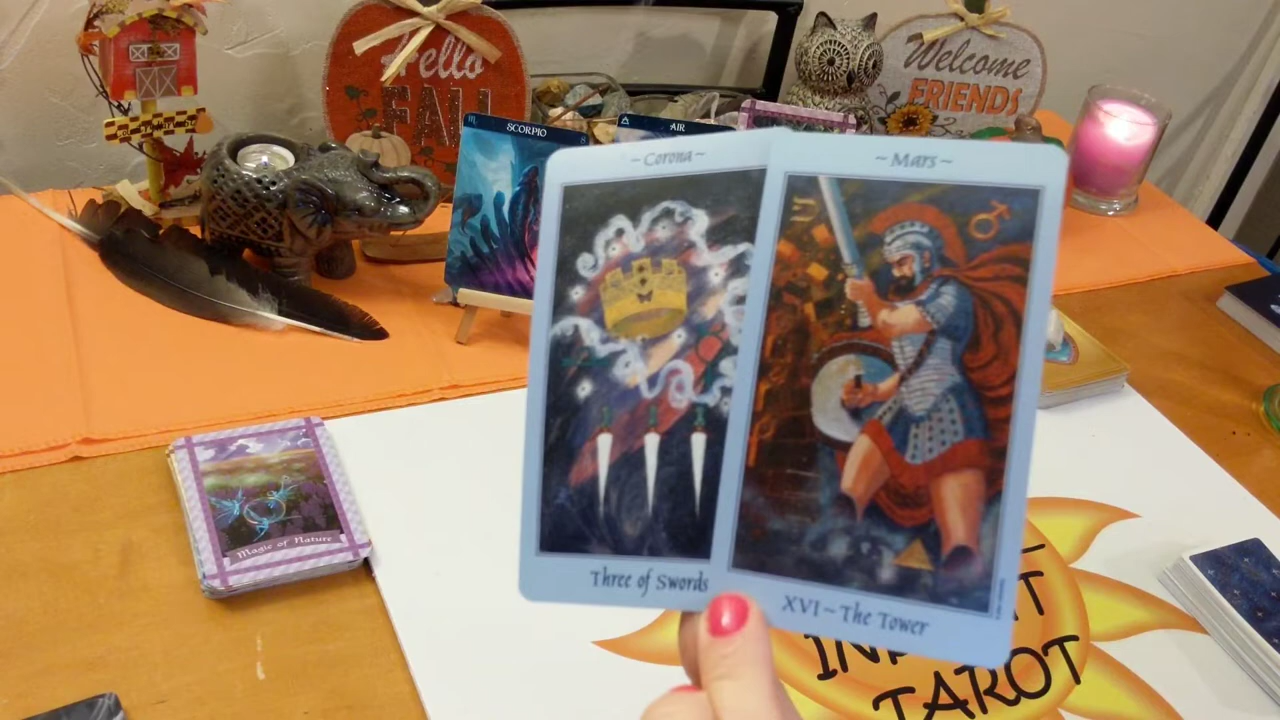 Hello
FALL
Welcome
FRIENDS
SCORPIO
AIR
~Corona~
~Mars~
Three of Swords
XVI~The Tower
Magic of Nature
TAROT